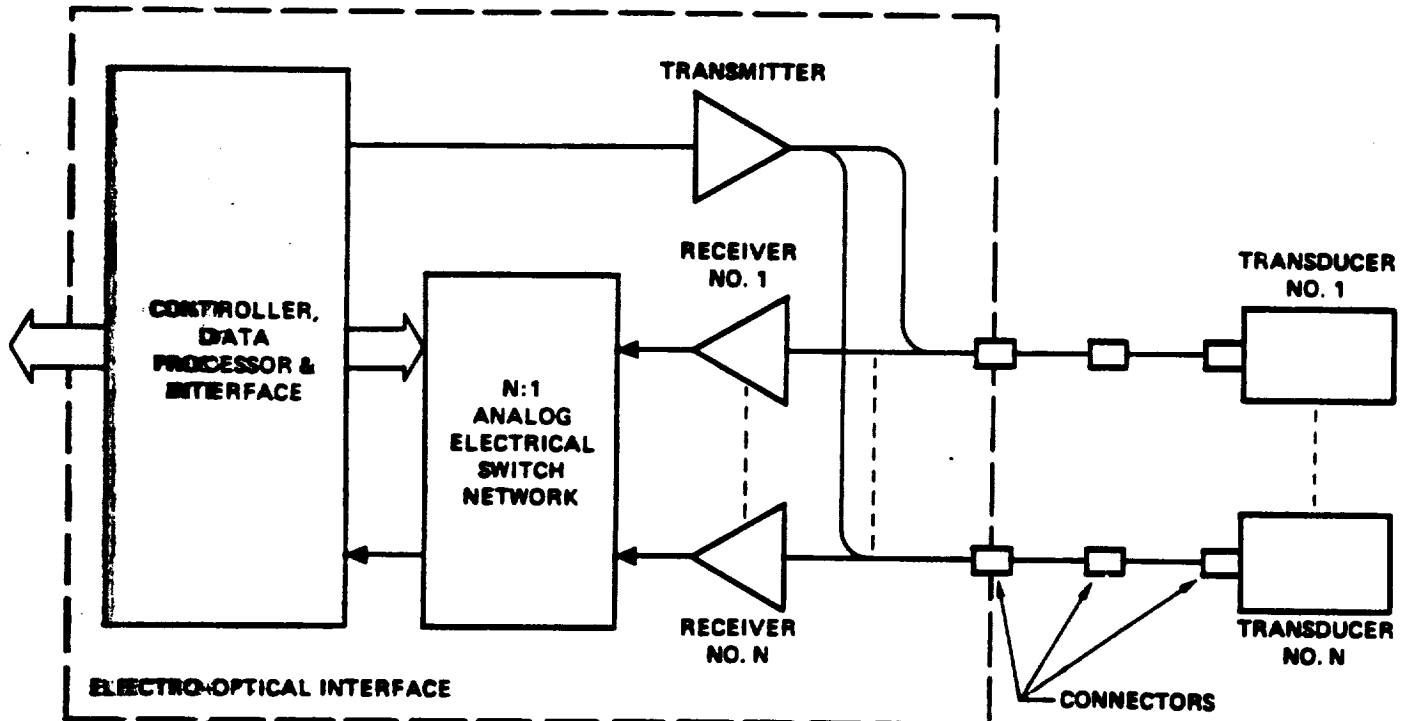 TRANSMITTER
RECEIVER
NO. 1
TRANSDUCER
NO. 1
CONTROLLER,
DATA
PROCESSOR &
INTERFACE
N:1
ANALOG
ELECTRICAL
SWITCH
NETWORK
RECEIVER
NO. N
TRANSDUCER
NO. N
ELECTRO-OPTICAL INTERFACE
CONNECTORS